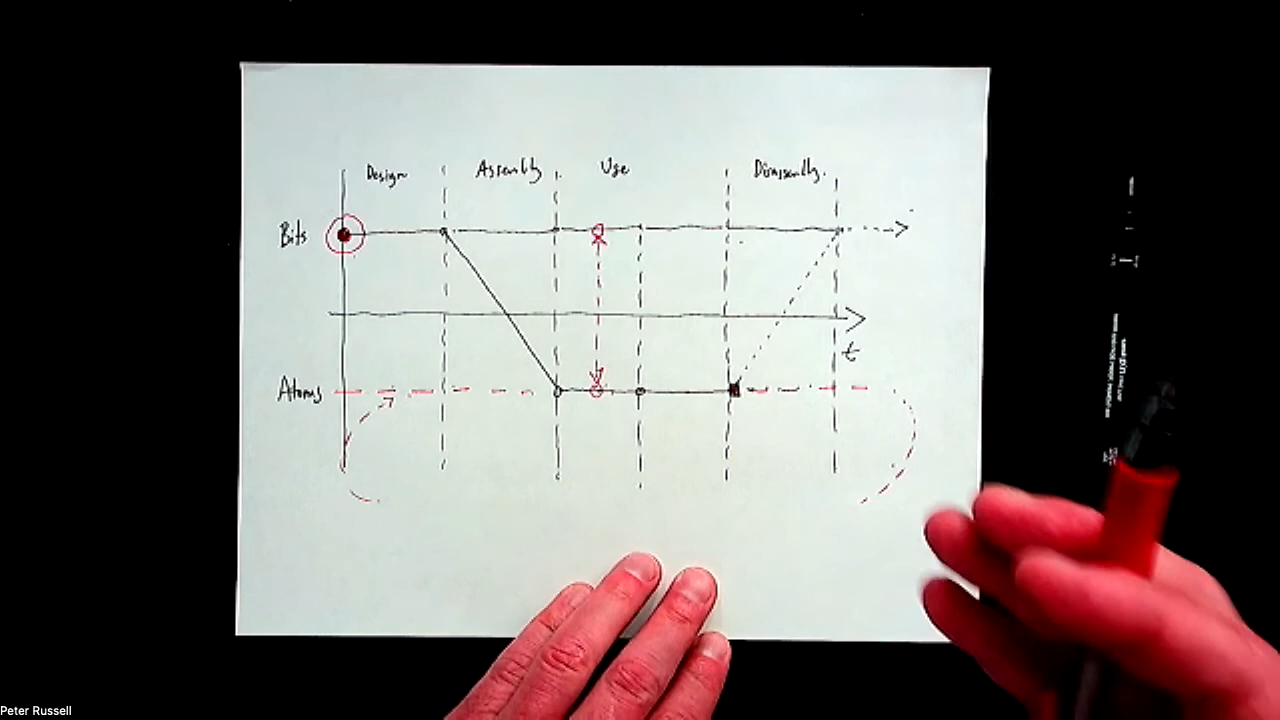 Design
Assembly
Use
Disassembly.
Bits
t
Atoms
Peter Russell